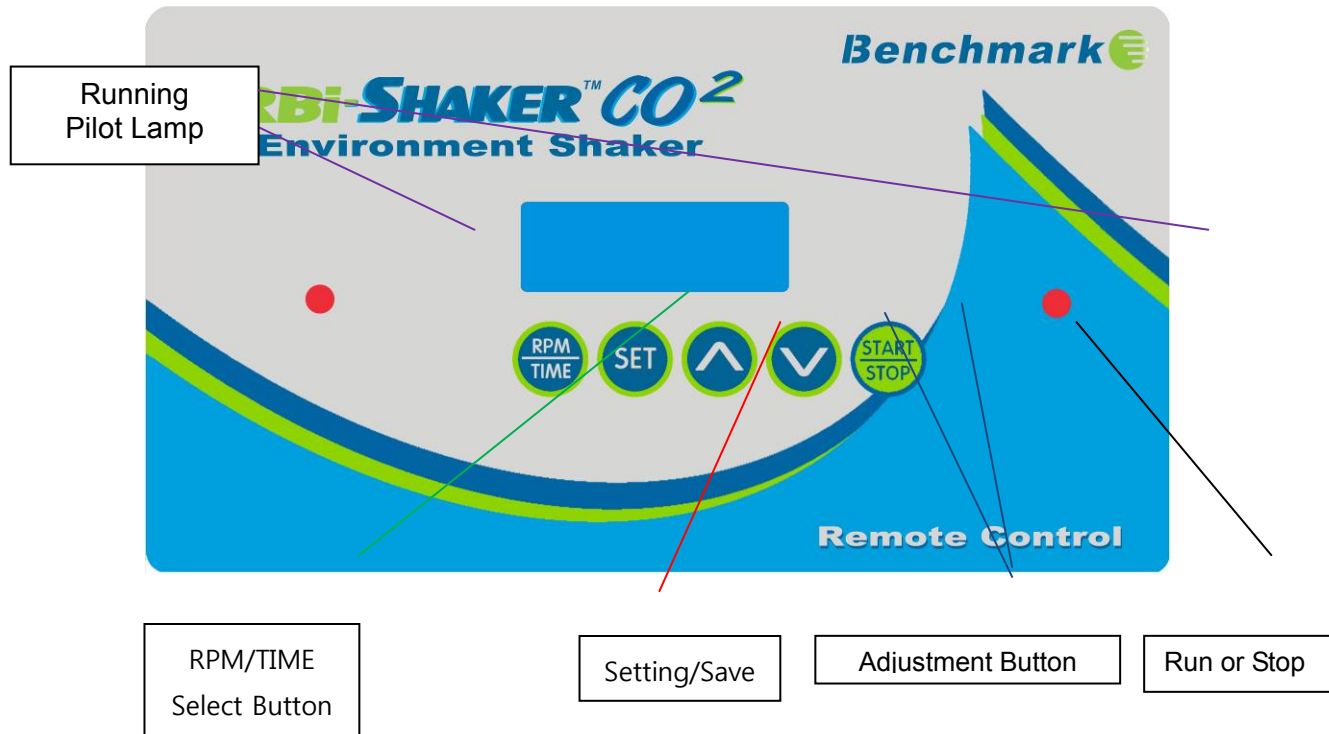 Benchmark
Running
Pilot Lamp
RBi-SHAKER™ CO2
Environment Shaker
RPM
TIME
SET
START
STOP
Remote Control
RPM/TIME
Select Button
Setting/Save
Adjustment Button
Run or Stop